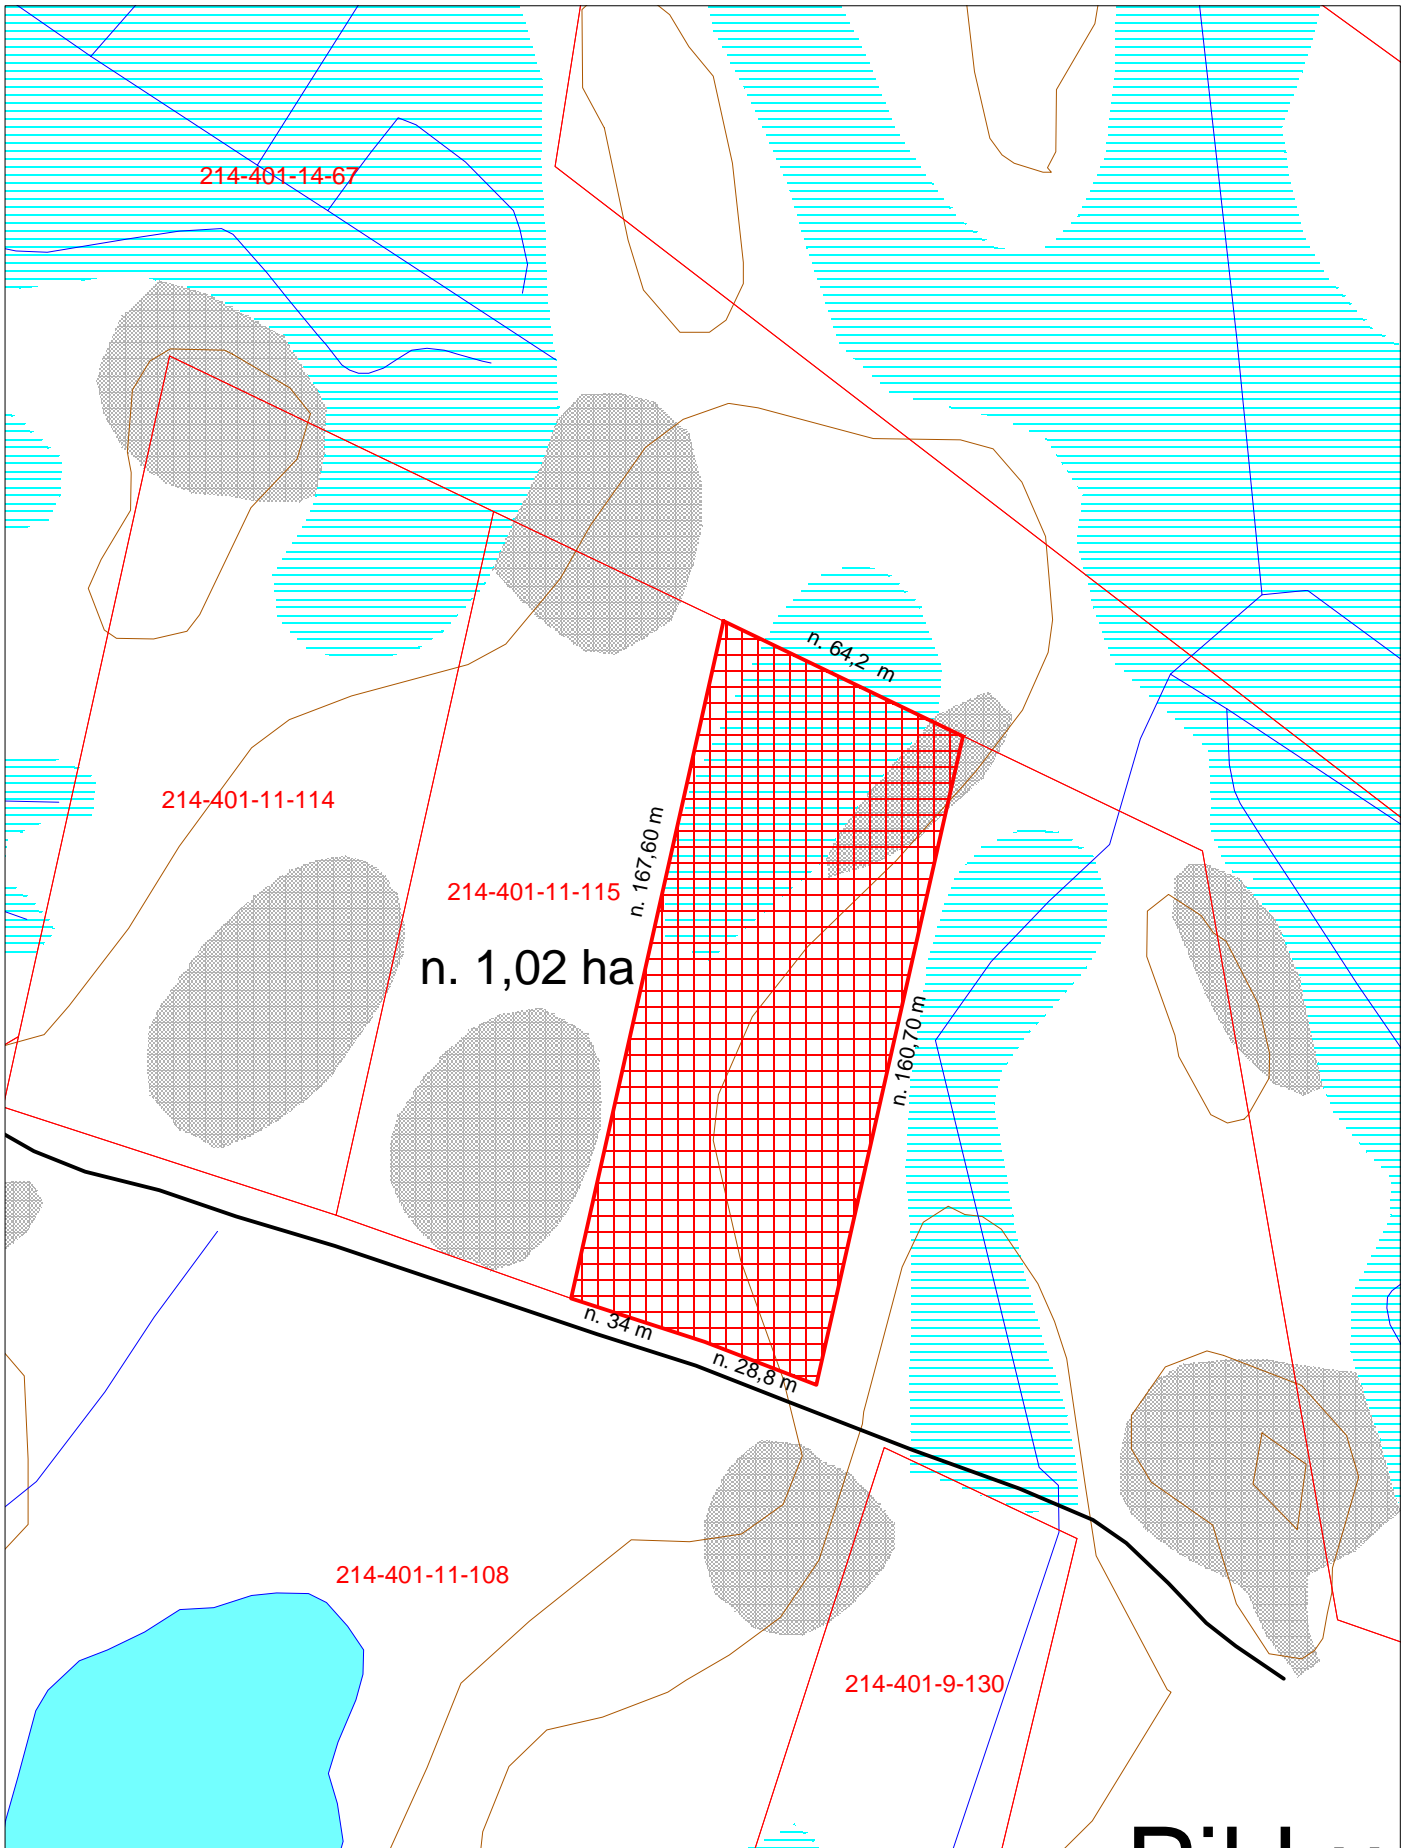 214-401-14-67
n. 64,2 m
214-401-11-114
n. 167,60 m
214-401-11-115
n. 1,02 ha
n. 160,70 m
n. 34 m
n. 28,8 m
214-401-11-108
214-401-9-130